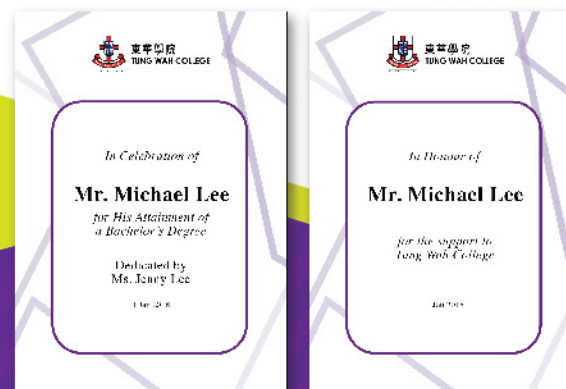 東華學院
TUNG WAH COLLEGE
In Celebration of
Mr. Michael Lee
for His Attainment of
a Bachelor's Degree
Dedicated by
Ms. Jenny Lee
東華學院
TUNG WAH COLLEGE
In Honour of
Mr. Michael Lee
for the support to
Tung Wah College